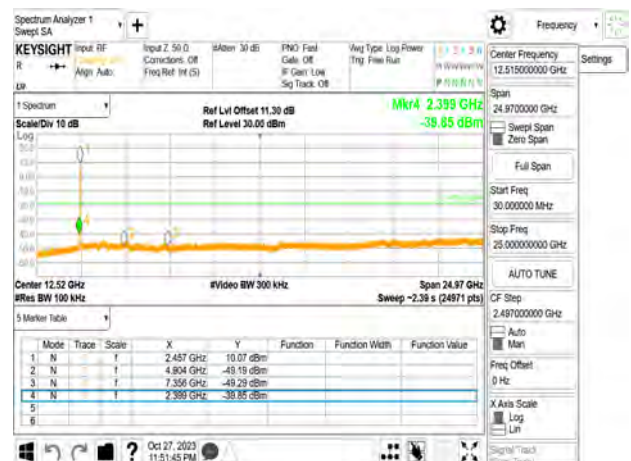 Spectrum Analyzer 1
Swept SA
+
Frequency
KEYSIGHT
Input: RF
Input Z: 50 Ω
#Atten: 30 dB
PNO: Fast
Avg Type: Log-Power
R
Align: Auto
Corrections: Off
Freq Ref: Int (S)
Gate: Off
IF Gain: Low
Sig Track: Off
Trig: Free Run
Center Frequency
12.515000000 GHz
Settings
1 Spectrum
Scale/Div 10 dB
Log
Ref Lvl Offset 11.30 dB
Ref Level 30.00 dBm
Mkr4 2.399 GHz
-39.85 dBm
Span
24.9700000 GHz
Swept Span
Zero Span
Full Span
Start Freq
30.000000 MHz
Stop Freq
25.000000000 GHz
AUTO TUNE
Center 12.52 GHz
#Res BW 100 kHz
#Video BW 300 kHz
Span 24.97 GHz
Sweep ~2.39 s (24971 pts)
CF Step
2.497000000 GHz
Auto
Man
5 Marker Table
Mode Trace Scale X Y Function Function Width Function Value
1 N f 2.457 GHz 10.07 dBm
2 N f 4.904 GHz -49.19 dBm
3 N f 7.356 GHz -49.29 dBm
4 N f 2.399 GHz -39.85 dBm
5
6
Freq Offset
0 Hz
X Axis Scale
Log
Lin
Signal Track
?
Oct 27, 2023
11:51:45 PM